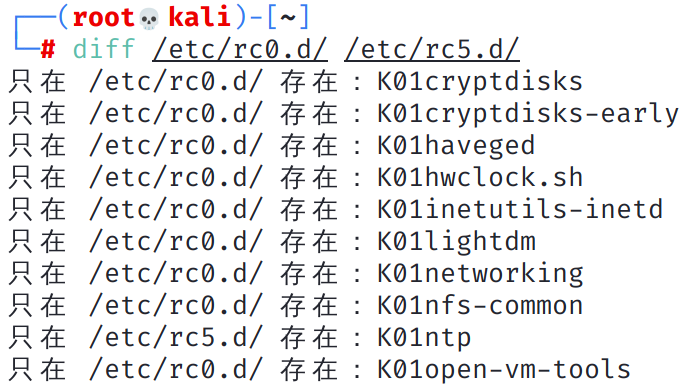 ┌──(root💀kali)-[~]
└─# diff /etc/rc0.d/ /etc/rc5.d/
只在 /etc/rc0.d/ 存在：K01cryptdisks
只在 /etc/rc0.d/ 存在：K01cryptdisks-early
只在 /etc/rc0.d/ 存在：K01haveged
只在 /etc/rc0.d/ 存在：K01hwclock.sh
只在 /etc/rc0.d/ 存在：K01inetutils-inetd
只在 /etc/rc0.d/ 存在：K01lightdm
只在 /etc/rc0.d/ 存在：K01networking
只在 /etc/rc0.d/ 存在：K01nfs-common
只在 /etc/rc5.d/ 存在：K01ntp
只在 /etc/rc0.d/ 存在：K01open-vm-tools